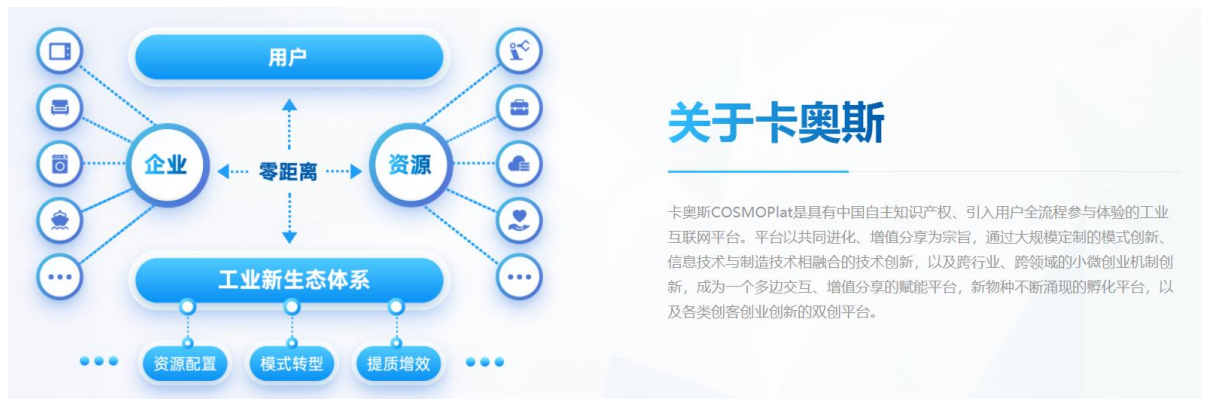 用户
企业
零距离
资源
工业新生态体系
资源配置
模式转型
提质增效
关于卡奥斯
卡奥斯COSMOPlat是具有中国自主知识产权、引入用户全流程参与体验的工业
互联网平台。平台以共同进化、增值分享为宗旨，通过大规模定制的模式创新、
信息技术与制造技术相融合的技术创新，以及跨行业、跨领域的小微创业机制创
新，成为一个多边交互、增值分享的赋能平台，新物种不断涌现的孵化平台，以
及各类创客创业创新的双创平台。